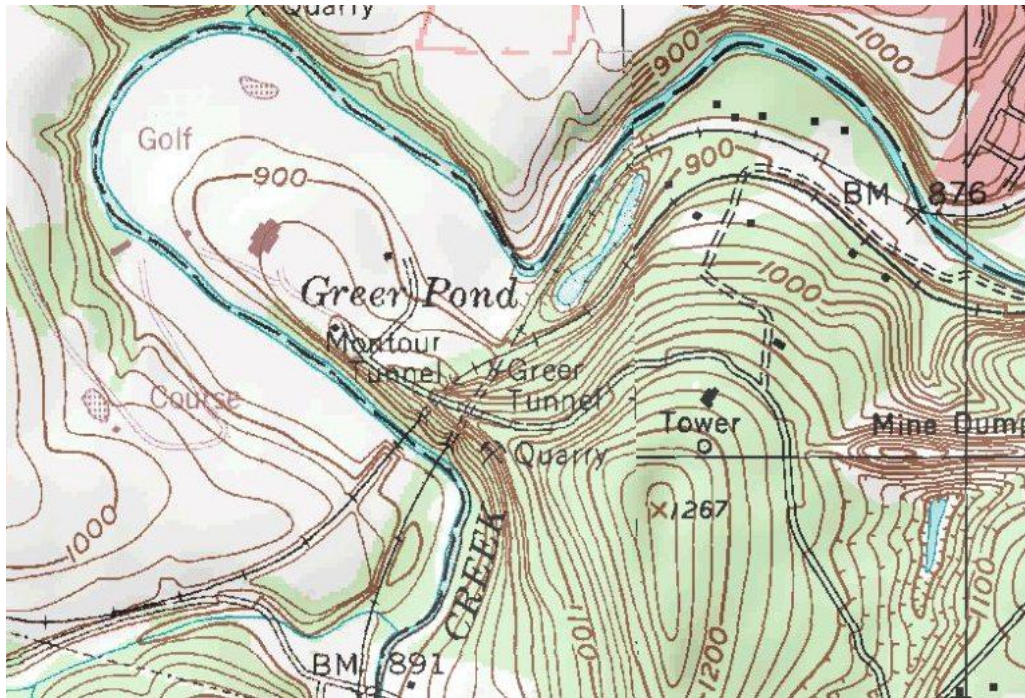 Quarry
1000
900
Golf
900
900
BM 876
Greer Pond
1000
Montour
Tunnel
Greer
Tunnel
Course
Tower
Mine Dump
Quarry
1267
1000
CREEK
1100
1100
1200
BM 891